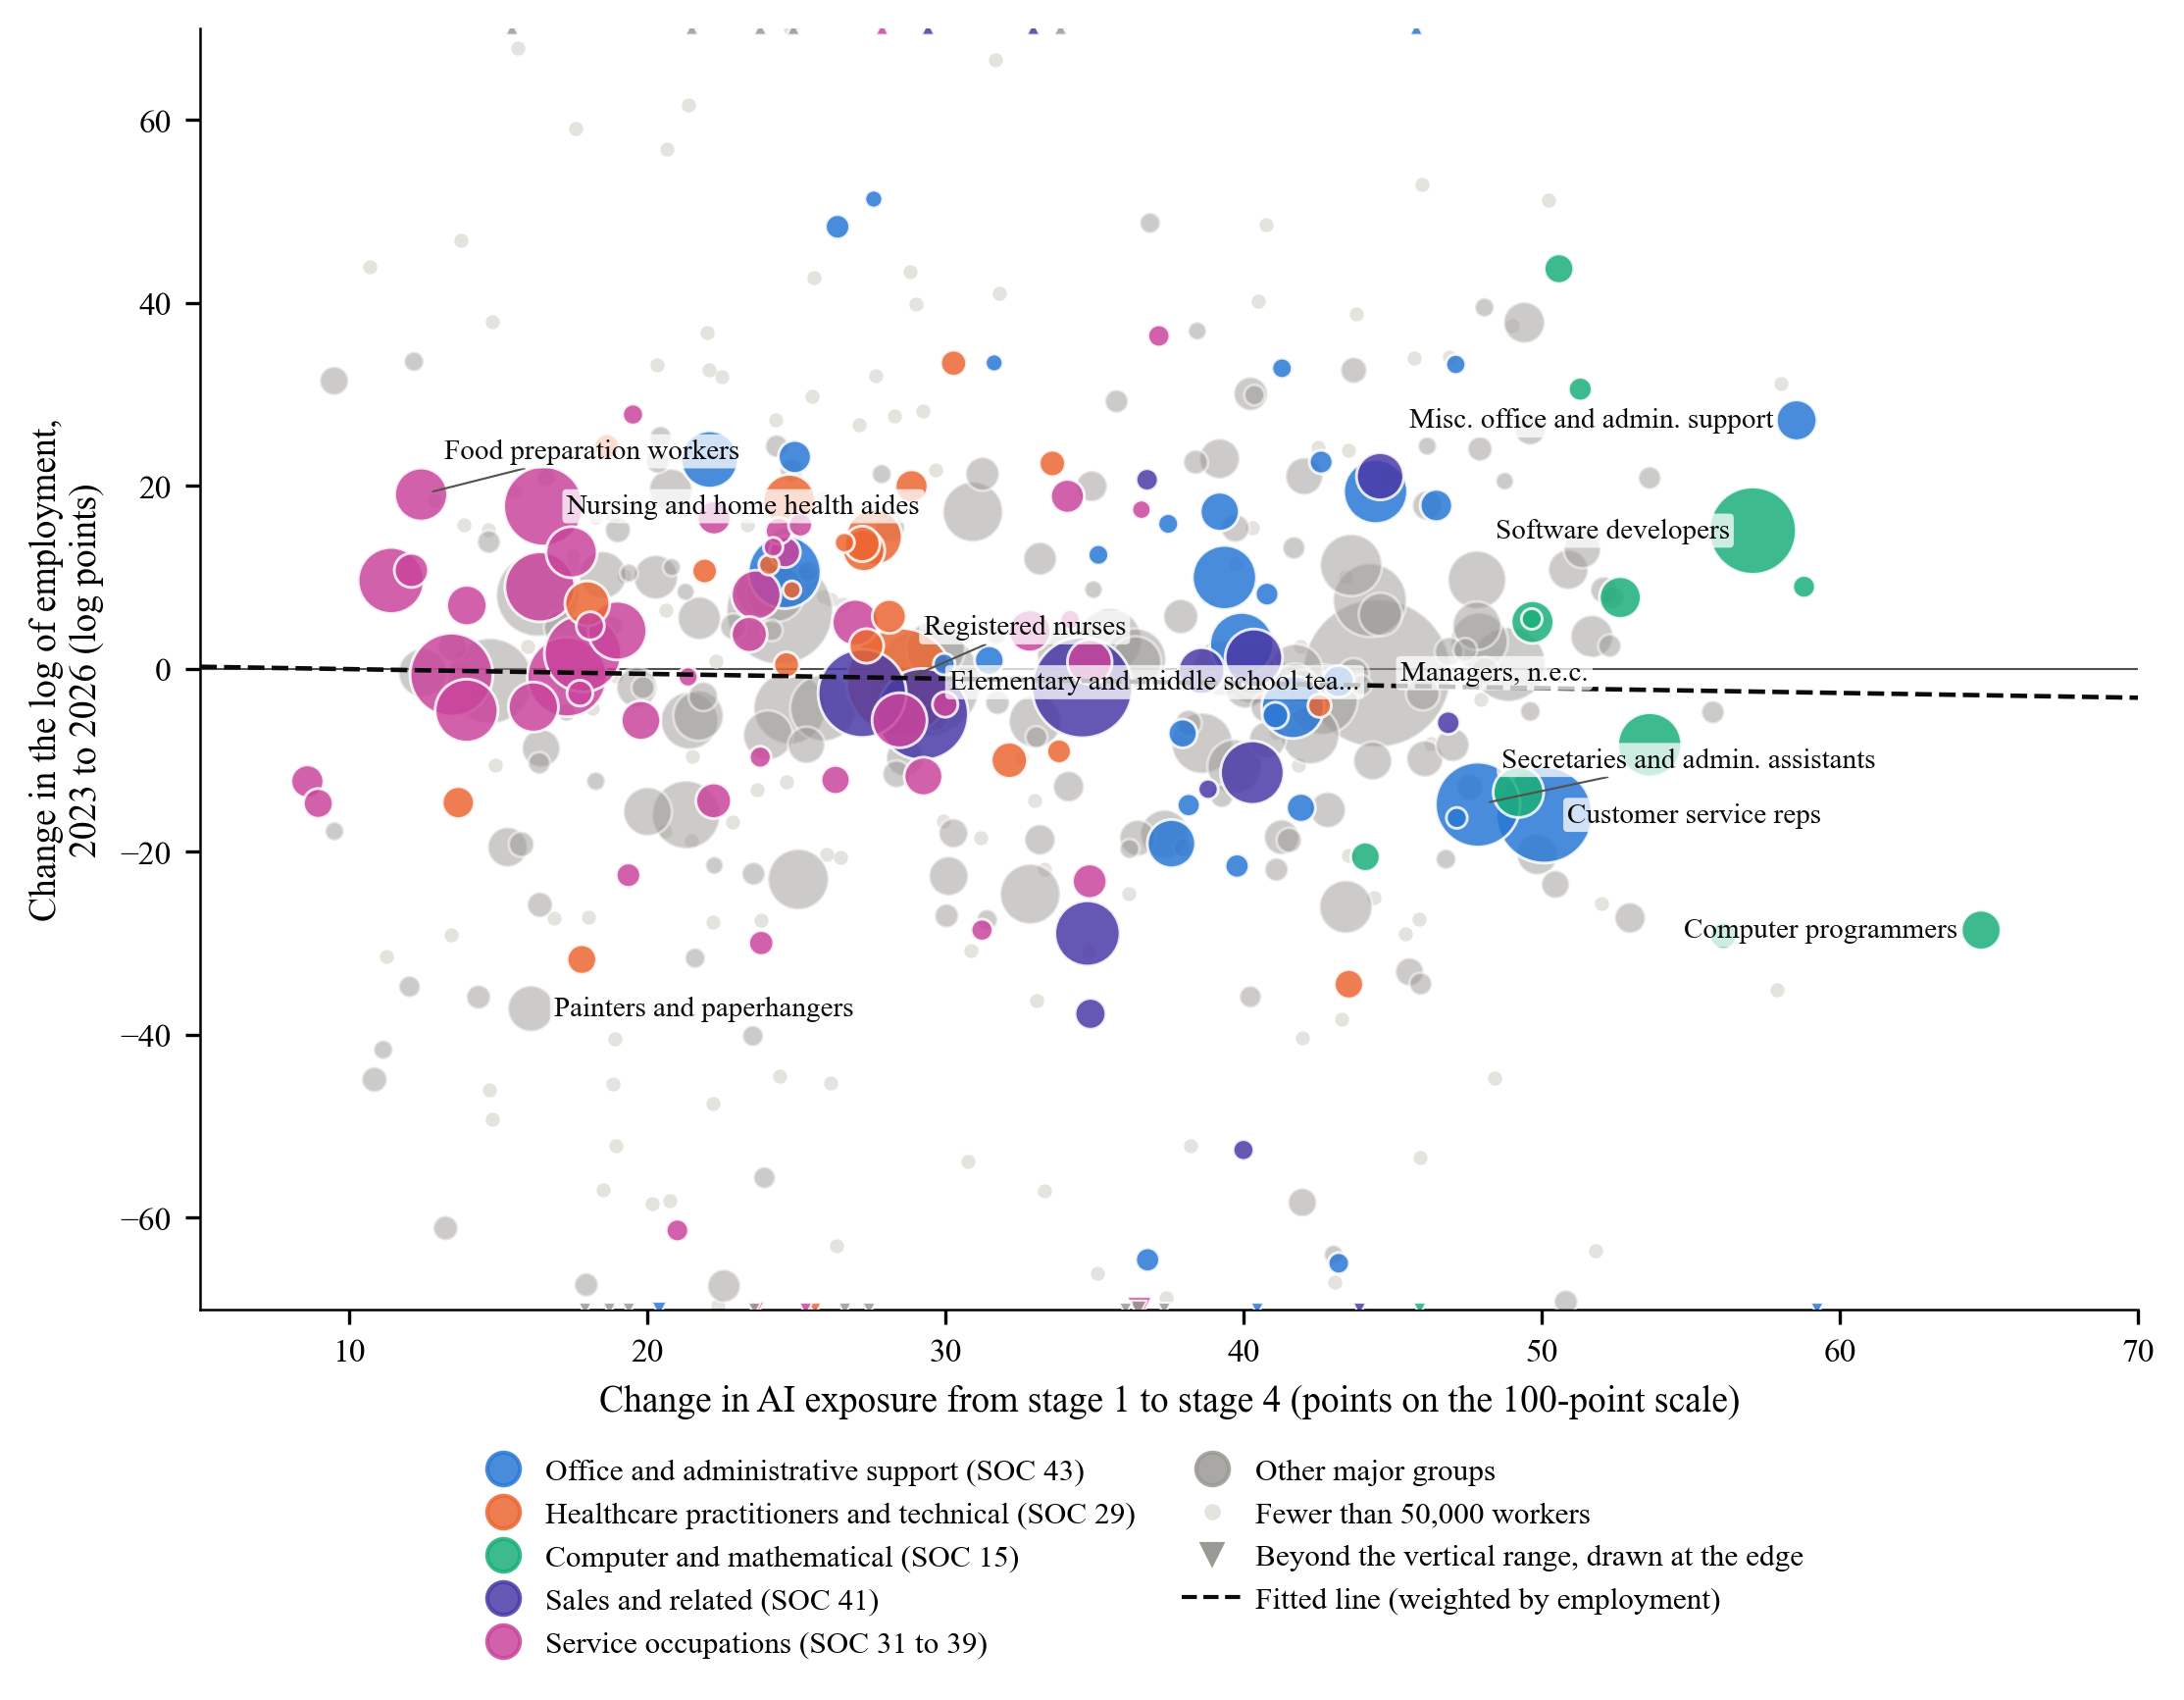 Change in the log of employment,
2023 to 2026 (log points)
60
40
20
0
−20
−40
−60
Misc. office and admin. support
Food preparation workers
Nursing and home health aides
Software developers
Registered nurses
Elementary and middle school tea...
Managers, n.e.c.
Secretaries and admin. assistants
Customer service reps
Computer programmers
Painters and paperhangers
10 20 30 40 50 60 70
Change in AI exposure from stage 1 to stage 4 (points on the 100-point scale)
Office and administrative support (SOC 43)
Healthcare practitioners and technical (SOC 29)
Computer and mathematical (SOC 15)
Sales and related (SOC 41)
Service occupations (SOC 31 to 39)
Other major groups
Fewer than 50,000 workers
Beyond the vertical range, drawn at the edge
Fitted line (weighted by employment)